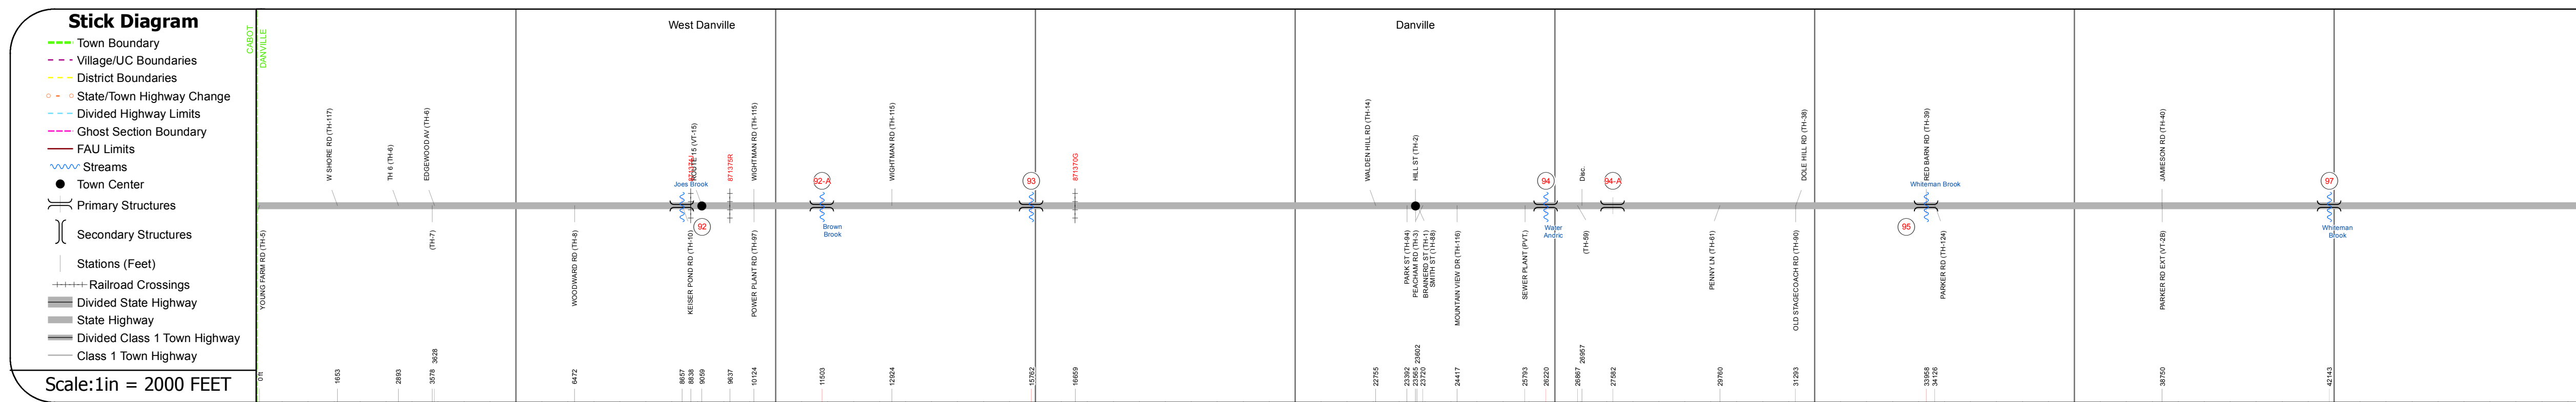 Stick Diagram
Town Boundary
Village/UC Boundaries
District Boundaries
State/Town Highway Change
Divided Highway Limits
Ghost Section Boundary
FAU Limits
Streams
Town Center
Primary Structures
Secondary Structures
Stations (Feet)
Railroad Crossings
Divided State Highway
State Highway
Divided Class 1 Town Highway
Class 1 Town Highway
Scale:1in = 2000 FEET
CABOT
DANVILLE
West Danville
Danville
W SHORE RD (TH-117)
TH 6 (TH-6)
EDGEWOOD AV (TH-6)
ROUTE 15 (VT-15)
871375R
WIGHTMAN RD (TH-115)
WIGHTMAN RD (TH-115)
871370G
WALDEN HILL RD (TH-14)
HILL ST (TH-2)
Disc.
DOLE HILL RD (TH-38)
RED BARN RD (TH-39)
JAMIESON RD (TH-40)
92-A
93
94
94-A
97
Joes Brook
Whiteman Brook
92
95
Brown
Brook
Water
Andric
Whiteman
Brook
YOUNG FARM RD (TH-5)
(TH-7)
WOODWARD RD (TH-8)
KEISER POND RD (TH-10)
POWER PLANT RD (TH-97)
PARK ST (TH-94)
PEACHAM RD (TH-3)
BRAINERD ST (TH-1)
SMITH ST (TH-88)
MOUNTAIN VIEW DR (TH-116)
SEWER PLANT (PVT.)
(TH-59)
PENNY LN (TH-61)
OLD STAGECOACH RD (TH-90)
PARKER RD (TH-124)
PARKER RD EXT (VT-2B)
0 ft
1653
2893
3578
3628
6472
8657
8838
9059
9637
10124
11503
12924
15762
16659
22755
23392
23565
23602
23720
24417
25793
26220
26867
26957
27582
29760
31293
33958
34126
38750
42143